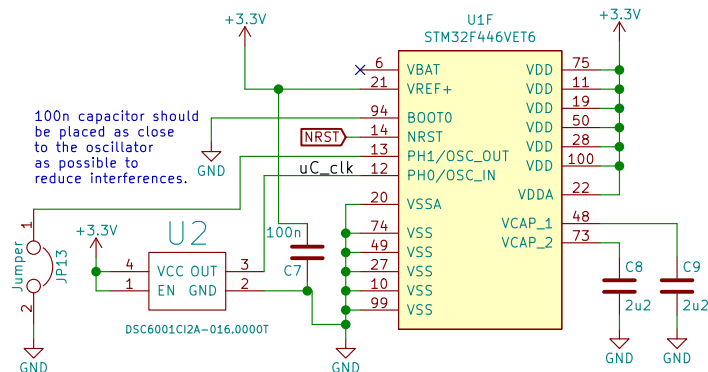 +3.3V
U1F
STM32F446VET6
+3.3V
6 VBAT VDD 75
21 VREF+ VDD 11
VDD 19
100n capacitor should
be placed as close
to the oscillator
as possible to
reduce interferences.
94 BOOT0 VDD 50
NRST 14 NRST VDD 28
GND
13 PH1/OSC_OUT VDD 100
uC_clk 12 PH0/OSC_IN
20 VSSA VDDA 22
VCAP_1 48
74 VSS VCAP_2 73
49 VSS
27 VSS
10 VSS
99 VSS
1
Jumper
JP13
2
GND
+3.3V
U2
4 VCC OUT 3
1 EN GND 2
DSC6001CI2A-016.0000T
100n
C7
GND
C8
2u2
GND
C9
2u2
GND